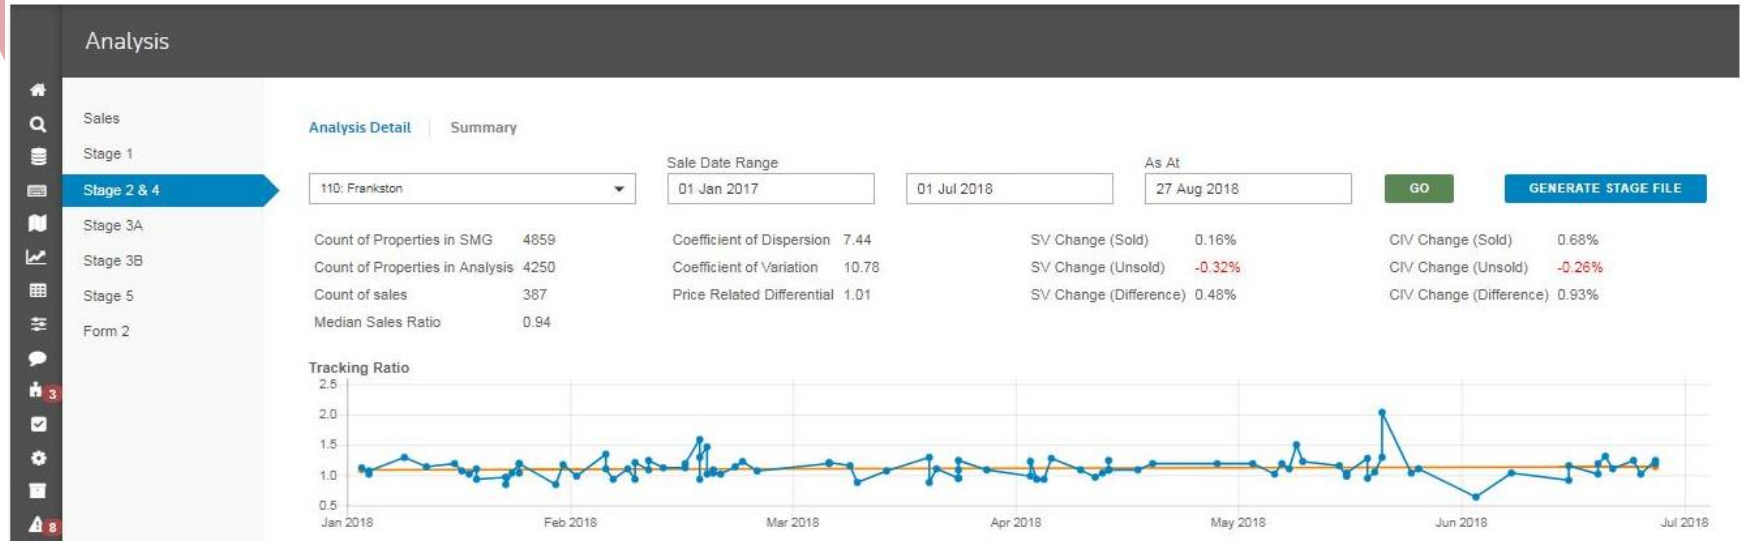 Analysis
Sales
Stage 1
Stage 2 & 4
Stage 3A
Stage 3B
Stage 5
Form 2
3
8
Analysis Detail Summary
Sale Date Range As At
110: Frankston 01 Jan 2017 01 Jul 2018 27 Aug 2018 GO GENERATE STAGE FILE
Count of Properties in SMG 4859 Coefficient of Dispersion 7.44 SV Change (Sold) 0.16% CIV Change (Sold) 0.68%
Count of Properties in Analysis 4250 Coefficient of Variation 10.78 SV Change (Unsold) -0.32% CIV Change (Unsold) -0.26%
Count of sales 387 Price Related Differential 1.01 SV Change (Difference) 0.48% CIV Change (Difference) 0.93%
Median Sales Ratio 0.94
Tracking Ratio
2.5
2.0
1.5
1.0
0.5
Jan 2018 Feb 2018 Mar 2018 Apr 2018 May 2018 Jun 2018 Jul 2018